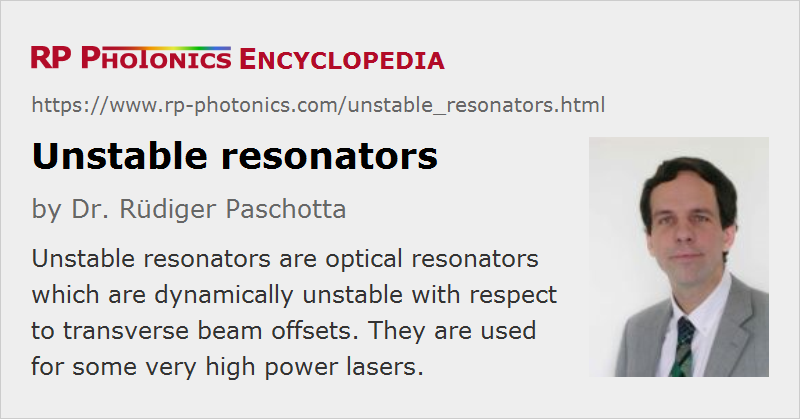 RP PHOTONICS ENCYCLOPEDIA
https://www.rp-photonics.com/unstable_resonators.html
Unstable resonators
by Dr. Rüdiger Paschotta
Unstable resonators are optical resonators
which are dynamically unstable with respect
to transverse beam offsets. They are used
for some very high power lasers.